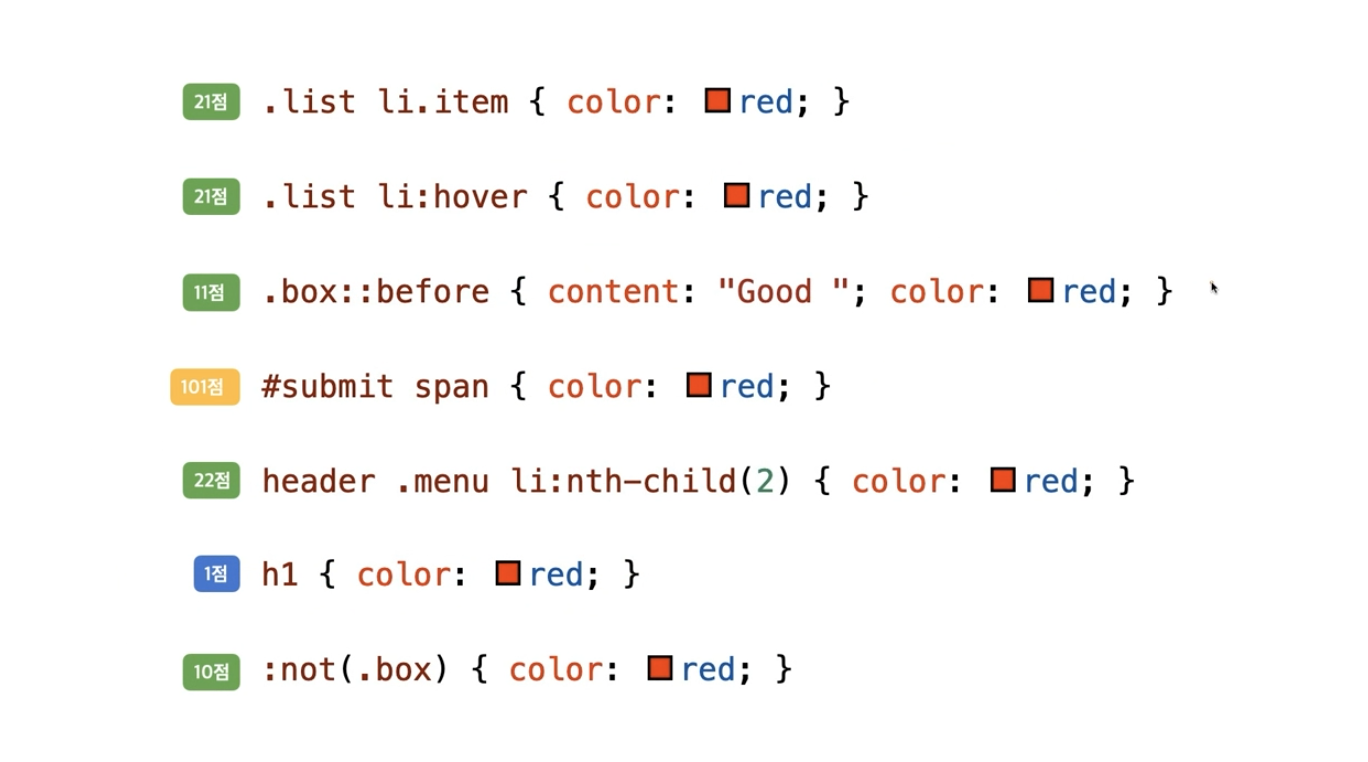 21점 .list li.item { color: red; }
21점 .list li:hover { color: red; }
11점 .box::before { content: "Good "; color: red; }
101점 #submit span { color: red; }
22점 header .menu li:nth-child(2) { color: red; }
1점 h1 { color: red; }
10점 :not(.box) { color: red; }